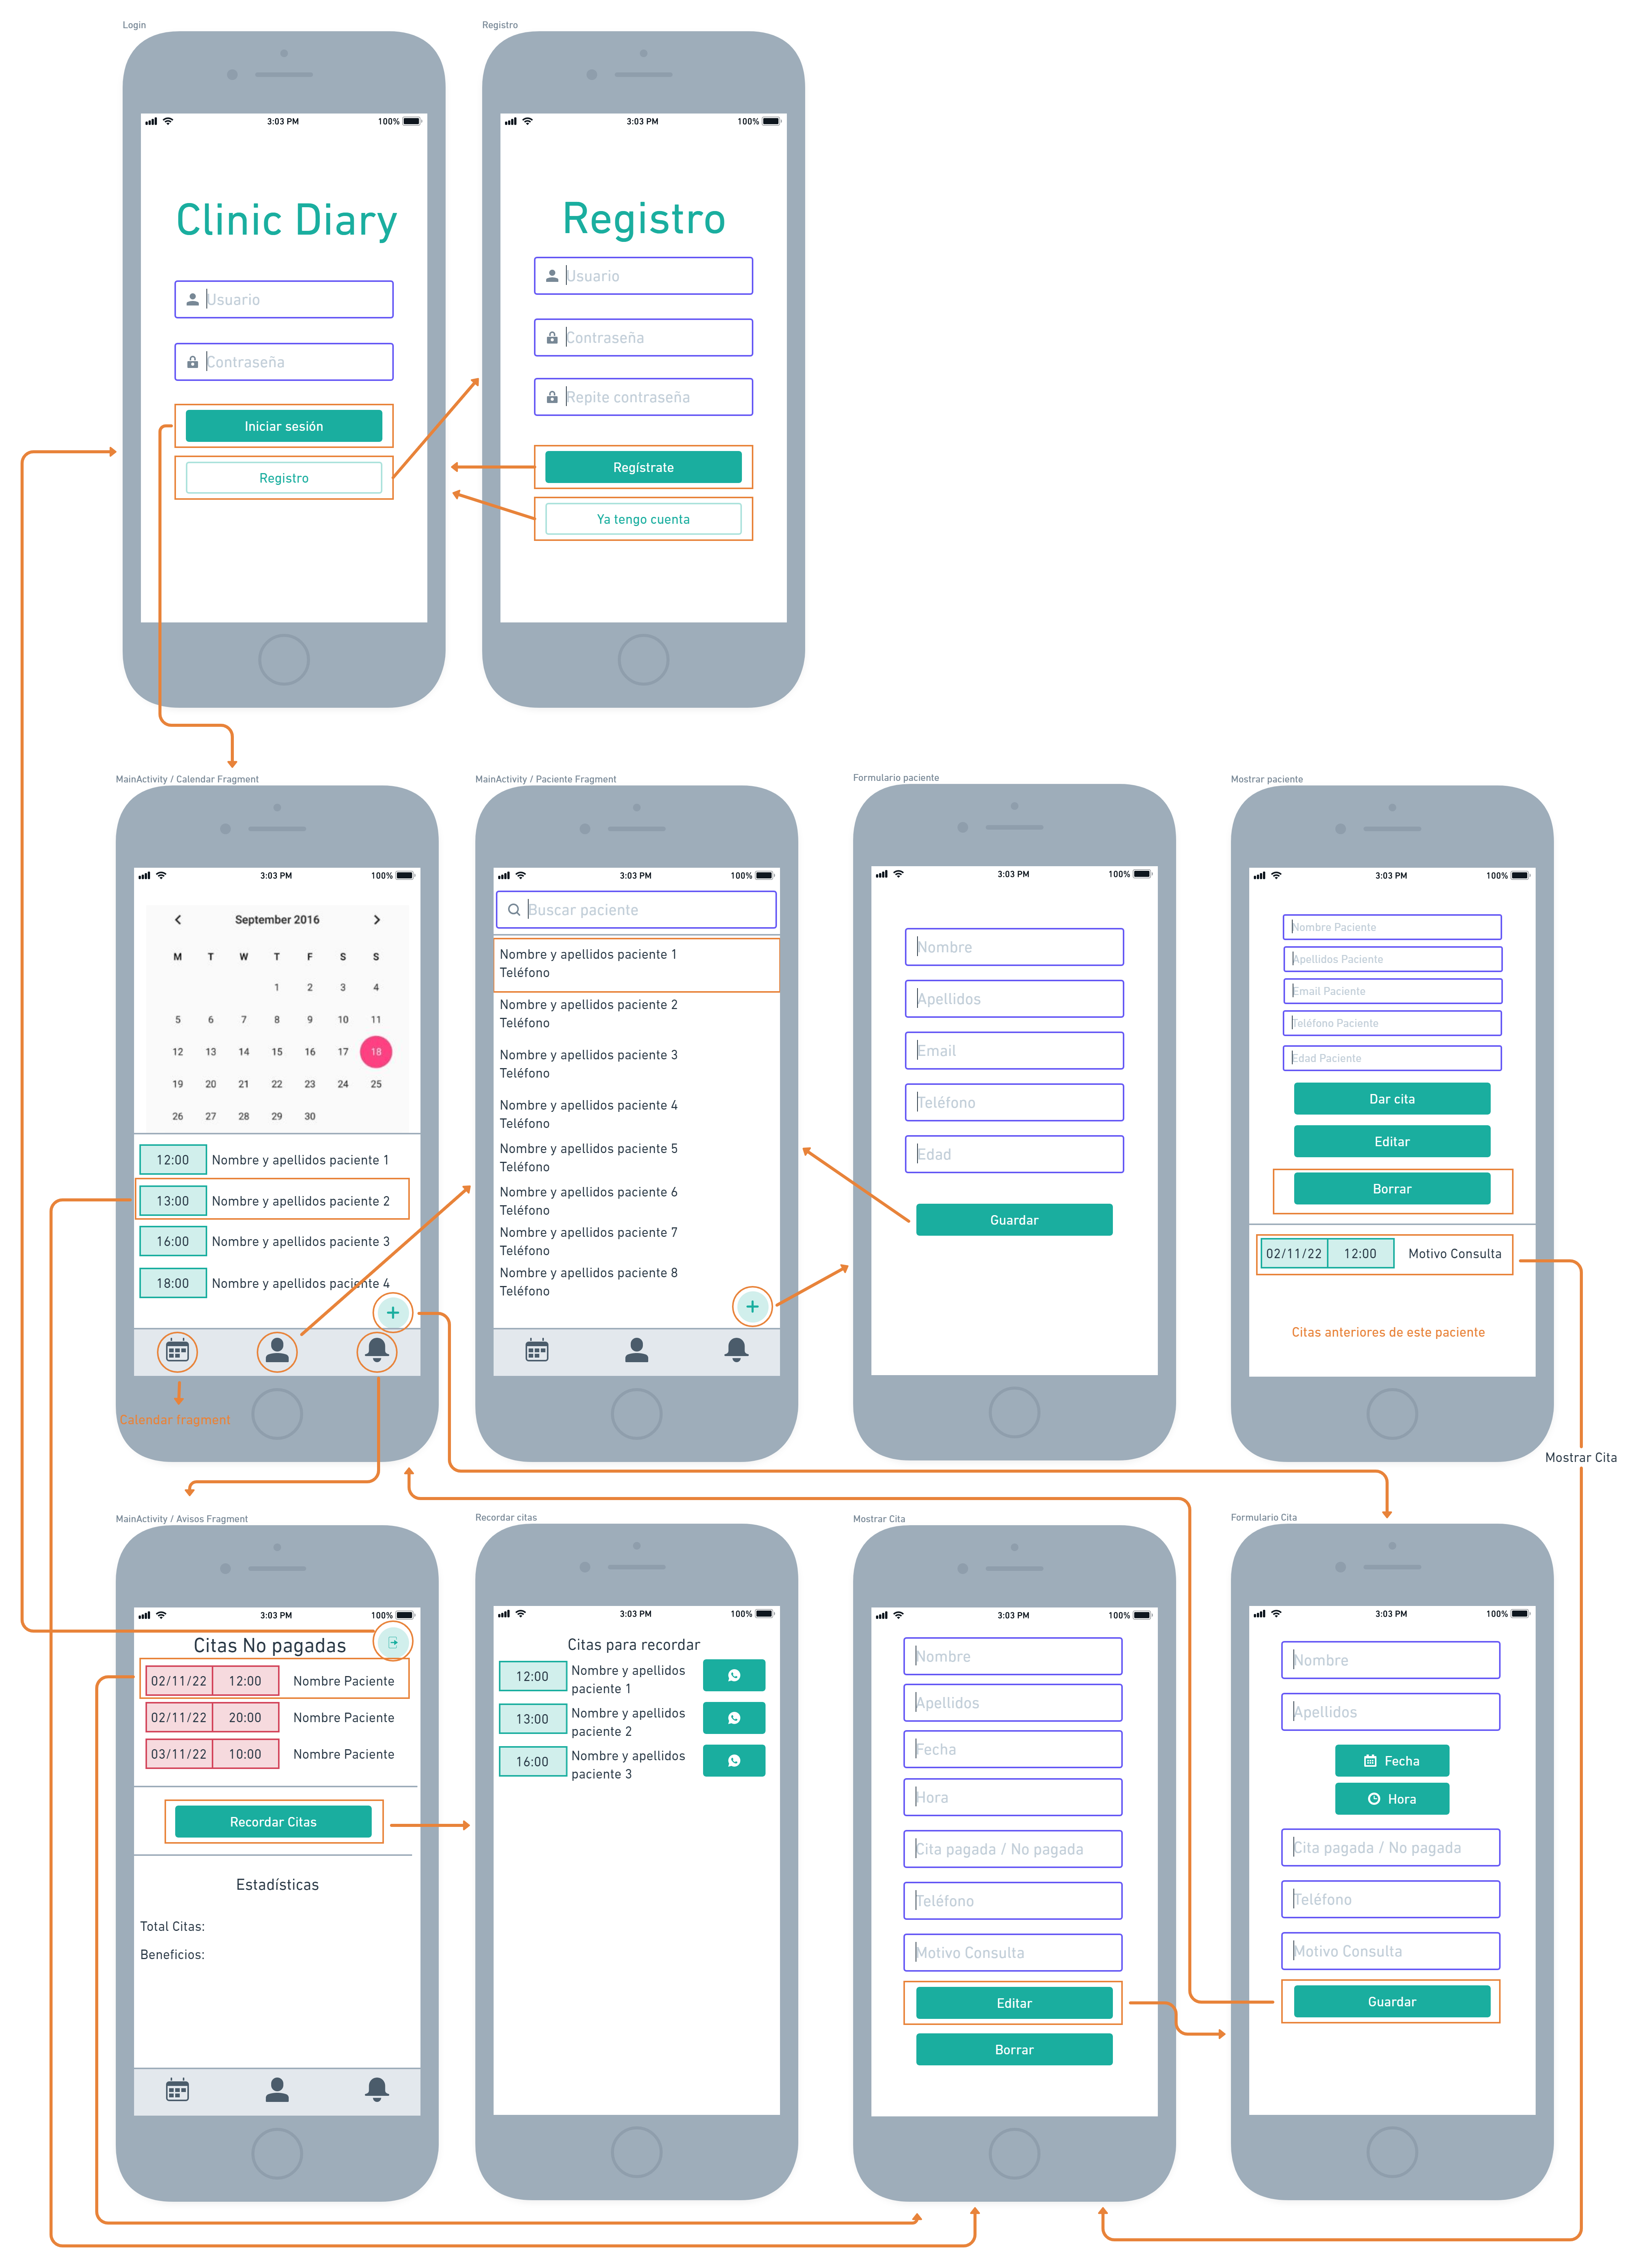 Login
3:03 PM
100%
Clinic Diary
Usuario
Contraseña
Iniciar sesión
Registro
Registro
3:03 PM
100%
Registro
Usuario
Contraseña
Repite contraseña
Regístrate
Ya tengo cuenta
MainActivity / Calendar Fragment
3:03 PM
100%
September 2016
M T W T F S S
1 2 3 4
5 6 7 8 9 10 11
12 13 14 15 16 17 18
19 20 21 22 23 24 25
26 27 28 29 30
12:00 Nombre y apellidos paciente 1
13:00 Nombre y apellidos paciente 2
16:00 Nombre y apellidos paciente 3
18:00 Nombre y apellidos paciente 4
Calendar fragment
MainActivity / Paciente Fragment
3:03 PM
100%
Buscar paciente
Nombre y apellidos paciente 1
Teléfono
Nombre y apellidos paciente 2
Teléfono
Nombre y apellidos paciente 3
Teléfono
Nombre y apellidos paciente 4
Teléfono
Nombre y apellidos paciente 5
Teléfono
Nombre y apellidos paciente 6
Teléfono
Nombre y apellidos paciente 7
Teléfono
Nombre y apellidos paciente 8
Teléfono
Formulario paciente
3:03 PM
100%
Nombre
Apellidos
Email
Teléfono
Edad
Guardar
Mostrar paciente
3:03 PM
100%
Nombre Paciente
Apellidos Paciente
Email Paciente
Teléfono Paciente
Edad Paciente
Dar cita
Editar
Borrar
02/11/22 12:00 Motivo Consulta
Citas anteriores de este paciente
Mostrar Cita
MainActivity / Avisos Fragment
3:03 PM
100%
Citas No pagadas
02/11/22 12:00 Nombre Paciente
02/11/22 20:00 Nombre Paciente
03/11/22 10:00 Nombre Paciente
Recordar Citas
Estadísticas
Total Citas:
Beneficios:
Recordar citas
3:03 PM
100%
Citas para recordar
12:00 Nombre y apellidos
paciente 1
13:00 Nombre y apellidos
paciente 2
16:00 Nombre y apellidos
paciente 3
Mostrar Cita
3:03 PM
100%
Nombre
Apellidos
Fecha
Hora
Cita pagada / No pagada
Teléfono
Motivo Consulta
Editar
Borrar
Formulario Cita
3:03 PM
100%
Nombre
Apellidos
Fecha
Hora
Cita pagada / No pagada
Teléfono
Motivo Consulta
Guardar